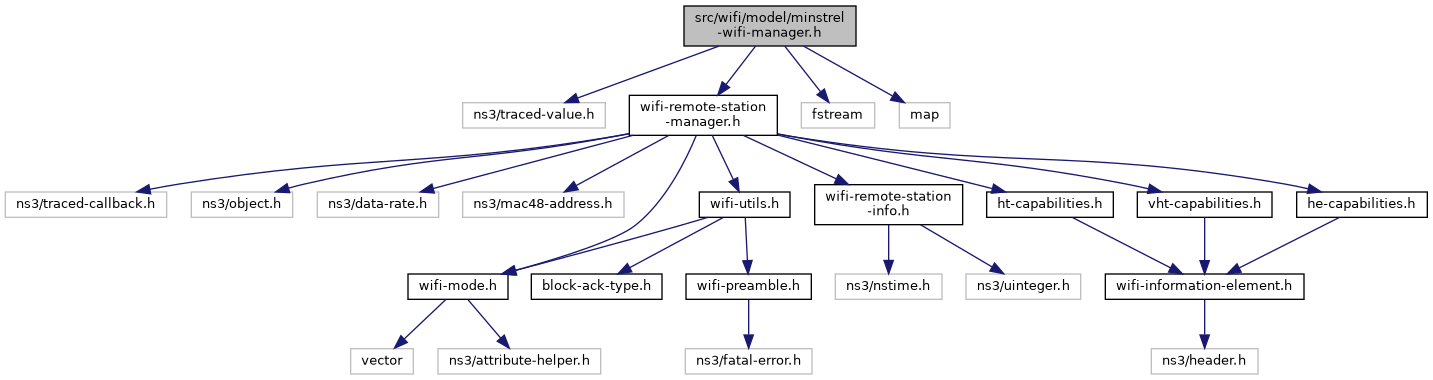 src/wifi/model/minstrel
-wifi-manager.h
ns3/traced-value.h
wifi-remote-station
-manager.h
fstream
map
ns3/traced-callback.h
ns3/object.h
ns3/data-rate.h
ns3/mac48-address.h
wifi-utils.h
wifi-remote-station
-info.h
ht-capabilities.h
vht-capabilities.h
he-capabilities.h
wifi-mode.h
block-ack-type.h
wifi-preamble.h
ns3/nstime.h
ns3/uinteger.h
wifi-information-element.h
vector
ns3/attribute-helper.h
ns3/fatal-error.h
ns3/header.h